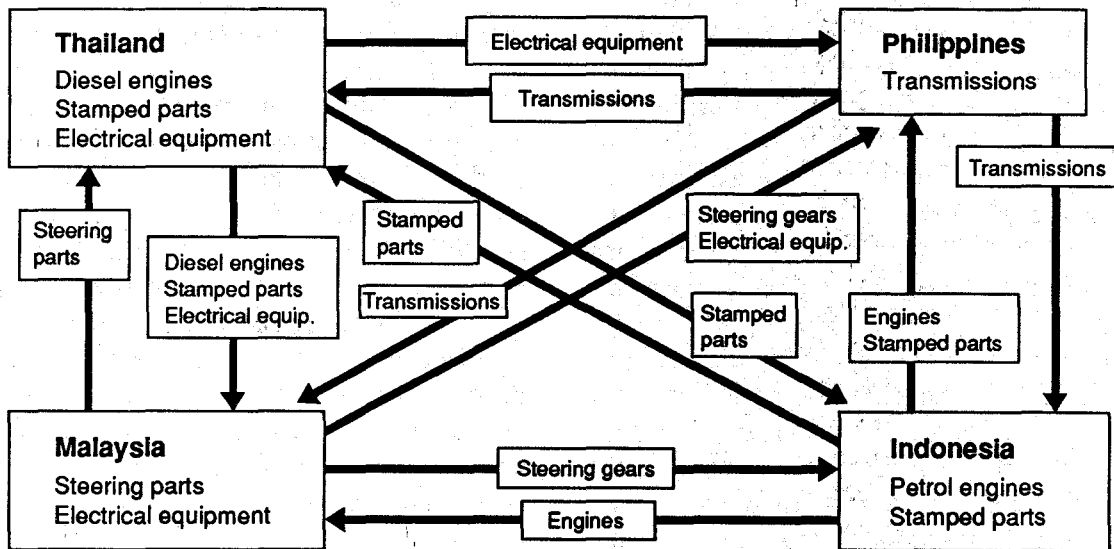 Thailand
Diesel engines
Stamped parts
Electrical equipment
Electrical equipment
Transmissions
Philippines
Transmissions
Transmissions
Steering
parts
Diesel engines
Stamped parts
Electrical equip.
Stamped
parts
Transmissions
Steering gears
Electrical equip.
Stamped
parts
Engines
Stamped parts
Malaysia
Steering parts
Electrical equipment
Steering gears
Engines
Indonesia
Petrol engines
Stamped parts